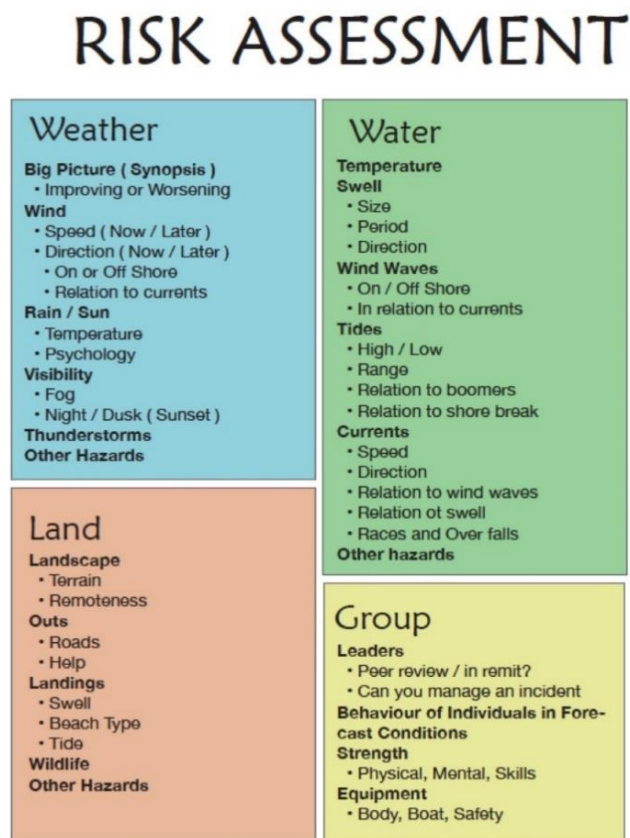 RISK ASSESSMENT
Weather
Big Picture ( Synopsis )
• Improving or Worsening
Wind
• Speed ( Now / Later )
• Direction ( Now / Later )
• On or Off Shore
• Relation to currents
Rain / Sun
• Temperature
• Psychology
Visibility
• Fog
• Night / Dusk ( Sunset )
Thunderstorms
Other Hazards
Water
Temperature
Swell
• Size
• Period
• Direction
Wind Waves
• On / Off Shore
• In relation to currents
Tides
• High / Low
• Range
• Relation to boomers
• Relation to shore break
Currents
• Speed
• Direction
• Relation to wind waves
• Relation ot swell
• Races and Over falls
Other hazards
Land
Landscape
• Terrain
• Remoteness
Outs
• Roads
• Help
Landings
• Swell
• Beach Type
• Tide
Wildlife
Other Hazards
Group
Leaders
• Peer review / in remit?
• Can you manage an incident
Behaviour of Individuals in Fore-
cast Conditions
Strength
• Physical, Mental, Skills
Equipment
• Body, Boat, Safety